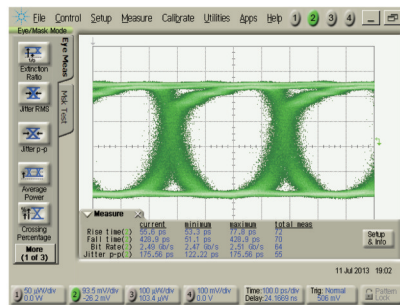 File Control Setup Measure Calibrate Utilities Apps Help 1 2 3 4
Eye/Mask Mode
Eye Meas
Extinction
Ratio
Jitter RMS
Mask Test
Jitter p-p
Average
Power
Crossing
Percentage
More
(1 of 3)
Measure
current minimum maximum total meas
Rise time( ) 55.6 ps 53.3 ps 77.8 ps 72
Fall time( ) 428.9 ps 51.1 ps 428.9 ps 70
Bit Rate( ) 2.49 Gb/s 2.47 Gb/s 2.51 Gb/s 64
Jitter p-p( ) 175.56 ps 122.22 ps 175.56 ps 55
Setup
& Info
11 Jul 2013 19:02
1 50 µW/div
0.0 W
2 93.5 mV/div
-26.2 mV
3 100 µW/div
103.4 µW
4 100 mV/div
0.0 V
Time:100.0 ps/div
Delay:24.1669 ns
Trig: Normal
506 mV
Pattern
Lock